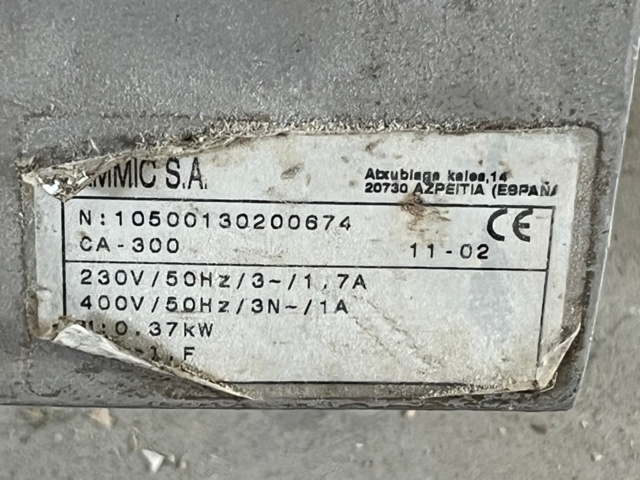 AMMIC S.A.
Atxubiaga kalea,14
20730 AZPEITIA (ESPAÑA
N:10500130200674
CA-300
11-02
CE
230V/50Hz/3~/1,7A
400V/50Hz/3N~/1A
:0.37kW
F